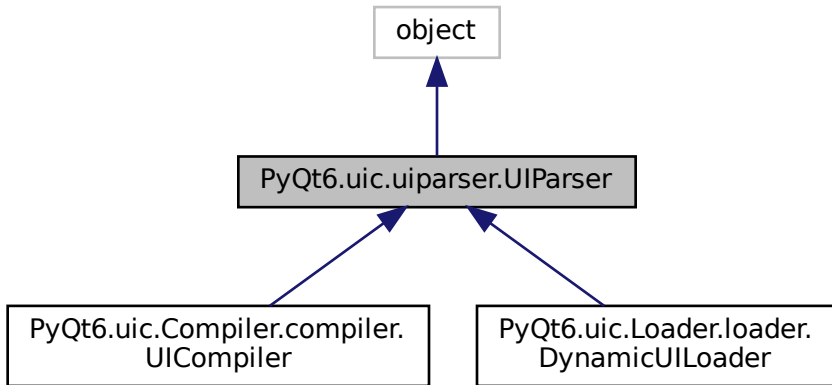 object
PyQt6.uic.uiparser.UIParser
PyQt6.uic.Compiler.compiler.
UICompiler
PyQt6.uic.Loader.loader.
DynamicUILoader